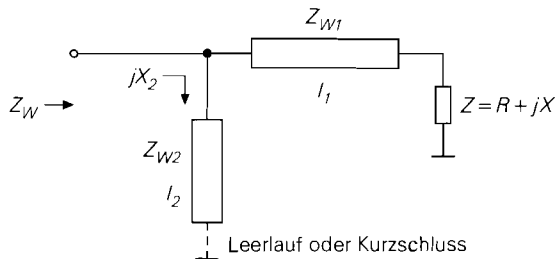 Z_W1
jX_2
l_1
Z = R + jX
Z_W
Z_W2
l_2
Leerlauf oder Kurzschluss